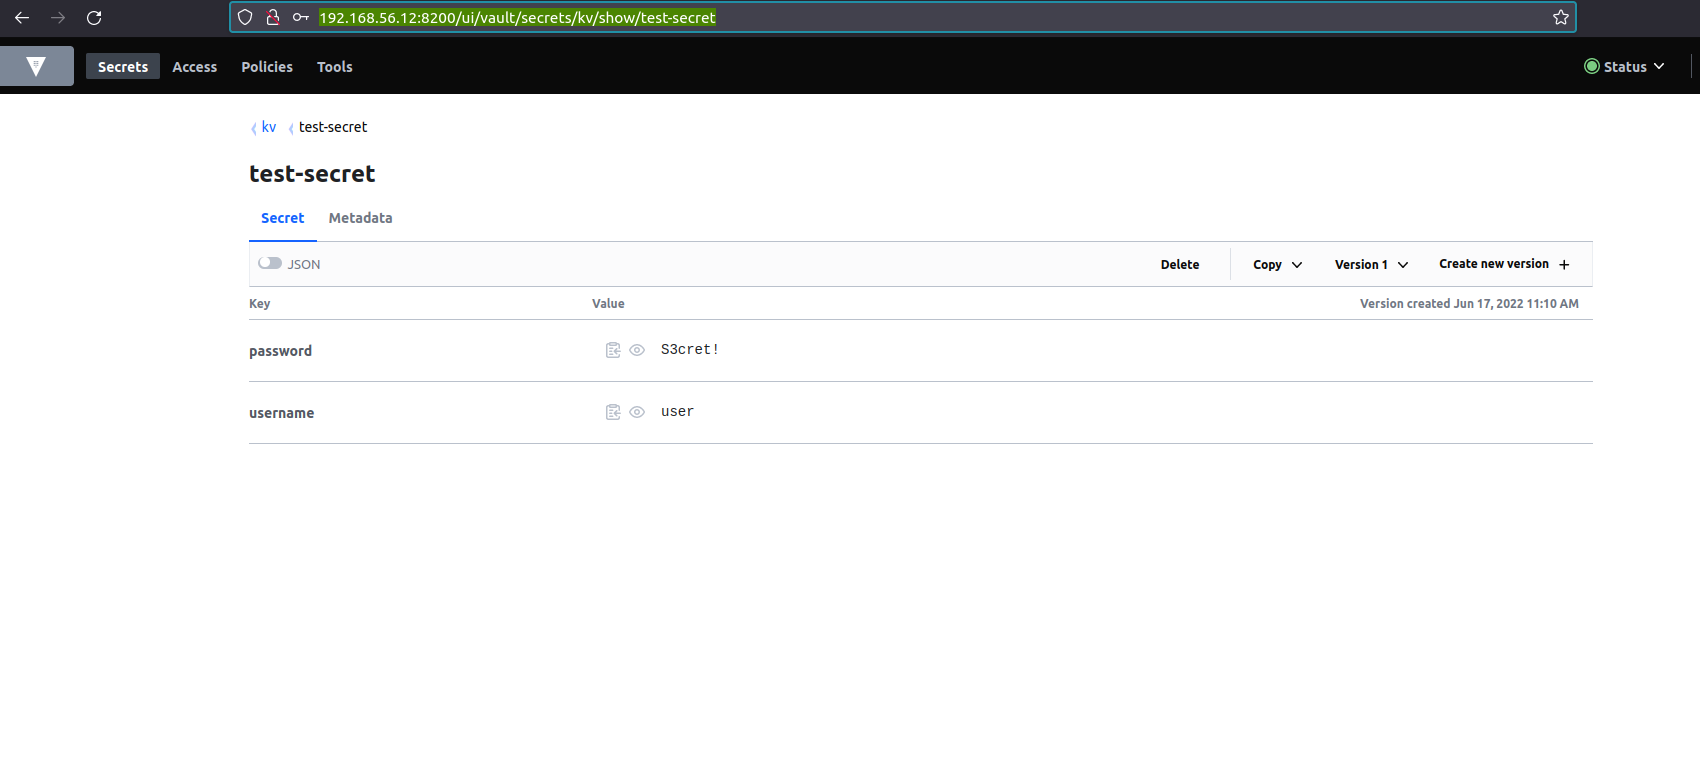 192.168.56.12:8200/ui/vault/secrets/kv/show/test-secret
Secrets Access Policies Tools Status
kv test-secret
test-secret
Secret Metadata
JSON Delete Copy Version 1 Create new version +
Key Value Version created Jun 17, 2022 11:10 AM
password S3cret!
username user